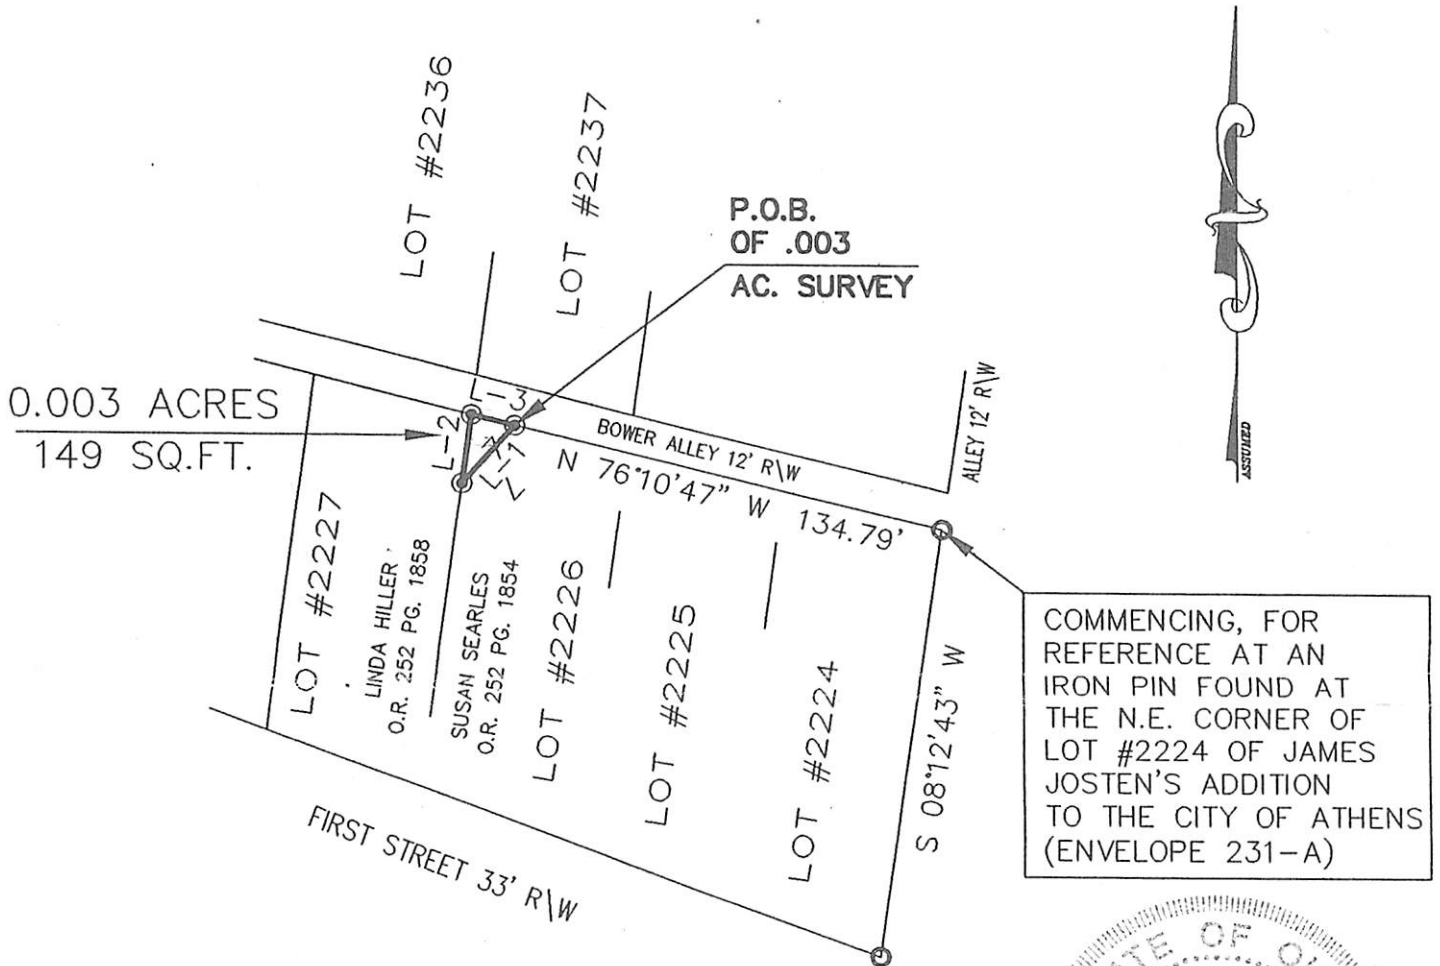 LOT #2236
LOT #2237
P.O.B.
OF .003
AC. SURVEY
0.003 ACRES
149 SQ.FT.
L-3
L-2
L-1
BOWER ALLEY 12' R\W
ALLEY 12' R\W
ASSUMED
N 76°10'47" W 134.79'
LOT #2227
LINDA HILLER
O.R. 252 PG. 1858
SUSAN SEARLES
O.R. 252 PG. 1854
LOT #2226
LOT #2225
LOT #2224
S 08°12'43" W
FIRST STREET 33' R\W
COMMENCING, FOR
REFERENCE AT AN
IRON PIN FOUND AT
THE N.E. CORNER OF
LOT #2224 OF JAMES
JOSTEN'S ADDITION
TO THE CITY OF ATHENS
(ENVELOPE 231-A)
OF